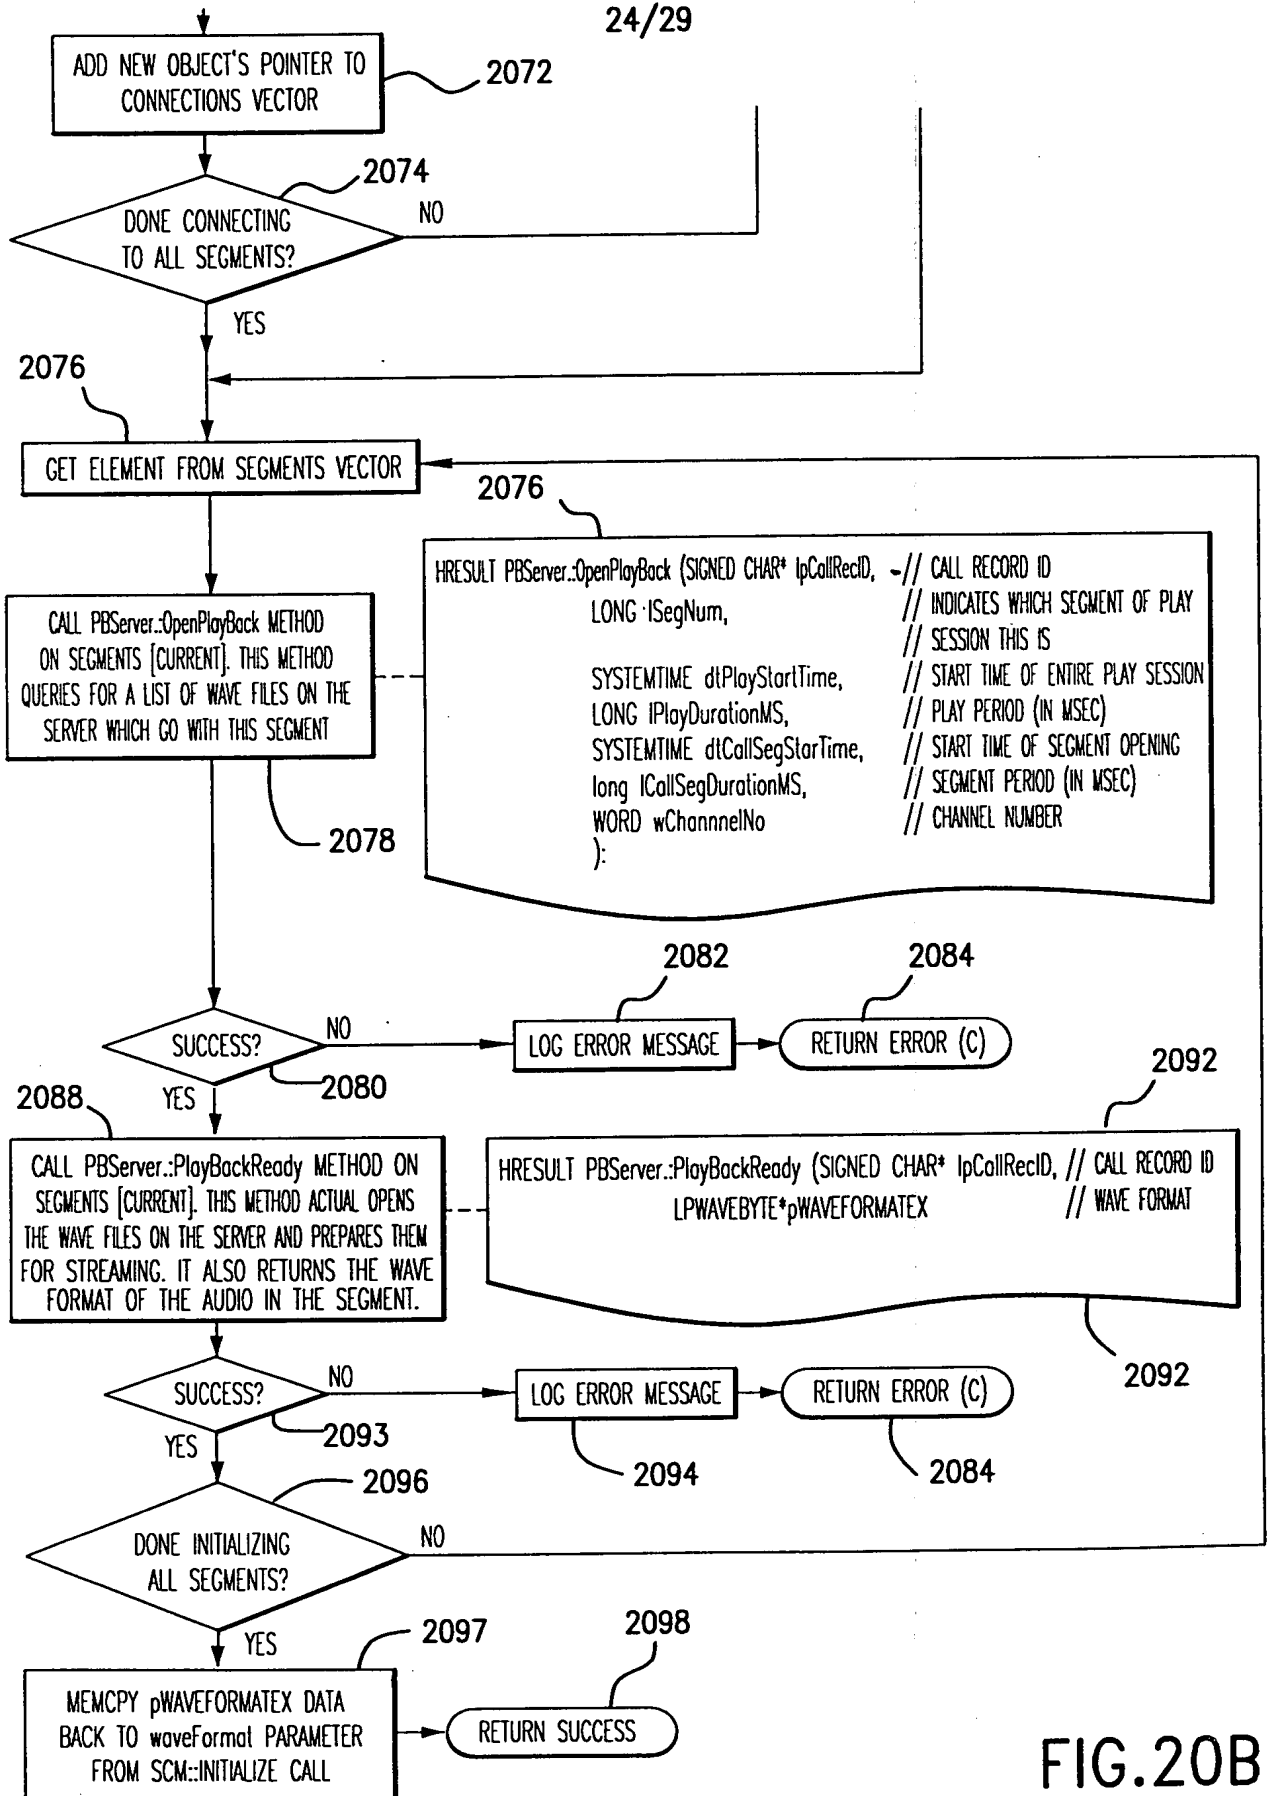 24/29
ADD NEW OBJECT'S POINTER TO
CONNECTIONS VECTOR
2072
2074
DONE CONNECTING
TO ALL SEGMENTS?
NO
YES
2076
GET ELEMENT FROM SEGMENTS VECTOR
2076
HRESULT PBServer::OpenPlayBack (SIGNED CHAR* lpCallRecID, // CALL RECORD ID
LONG lSegNum, // INDICATES WHICH SEGMENT OF PLAY
// SESSION THIS IS
SYSTEMTIME dtPlayStartTime, // START TIME OF ENTIRE PLAY SESSION
LONG lPlayDurationMS, // PLAY PERIOD (IN MSEC)
SYSTEMTIME dtCallSegStarTime, // START TIME OF SEGMENT OPENING
long lCallSegDurationMS, // SEGMENT PERIOD (IN MSEC)
WORD wChannnelNo // CHANNEL NUMBER
):
CALL PBServer::OpenPlayBack METHOD
ON SEGMENTS [CURRENT]. THIS METHOD
QUERIES FOR A LIST OF WAVE FILES ON THE
SERVER WHICH GO WITH THIS SEGMENT
2078
SUCCESS?
NO
2080
YES
2082
LOG ERROR MESSAGE
2084
RETURN ERROR (C)
2088
CALL PBServer::PlayBackReady METHOD ON
SEGMENTS [CURRENT]. THIS METHOD ACTUAL OPENS
THE WAVE FILES ON THE SERVER AND PREPARES THEM
FOR STREAMING. IT ALSO RETURNS THE WAVE
FORMAT OF THE AUDIO IN THE SEGMENT.
2092
HRESULT PBServer::PlayBackReady (SIGNED CHAR* lpCallRecID, // CALL RECORD ID
LPWAVEBYTE*pWAVEFORMATEX // WAVE FORMAT
2092
SUCCESS?
NO
2093
YES
LOG ERROR MESSAGE
2094
RETURN ERROR (C)
2084
2096
DONE INITIALIZING
ALL SEGMENTS?
NO
YES
2097
MEMCPY pWAVEFORMATEX DATA
BACK TO waveFormat PARAMETER
FROM SCM::INITIALIZE CALL
2098
RETURN SUCCESS
FIG.20B